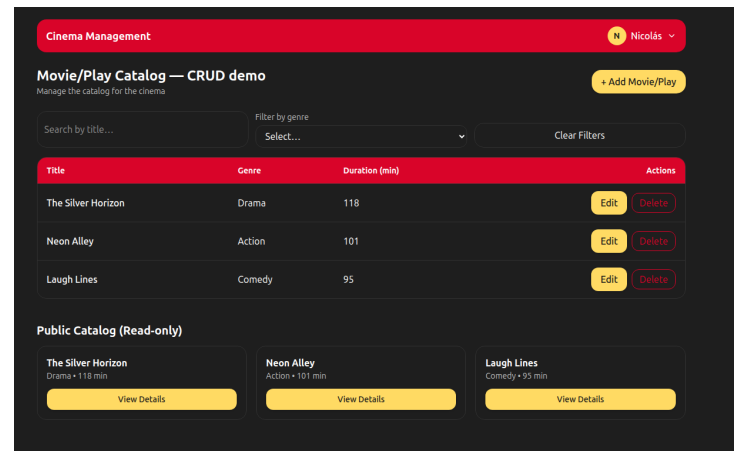 Cinema Management
N Nicolás
Movie/Play Catalog — CRUD demo
Manage the catalog for the cinema
+ Add Movie/Play
Filter by genre
Search by title...
Select...
Clear Filters
Title Genre Duration (min) Actions
The Silver Horizon Drama 118 Edit Delete
Neon Alley Action 101 Edit Delete
Laugh Lines Comedy 95 Edit Delete
Public Catalog (Read-only)
The Silver Horizon
Drama • 118 min
View Details
Neon Alley
Action • 101 min
View Details
Laugh Lines
Comedy • 95 min
View Details